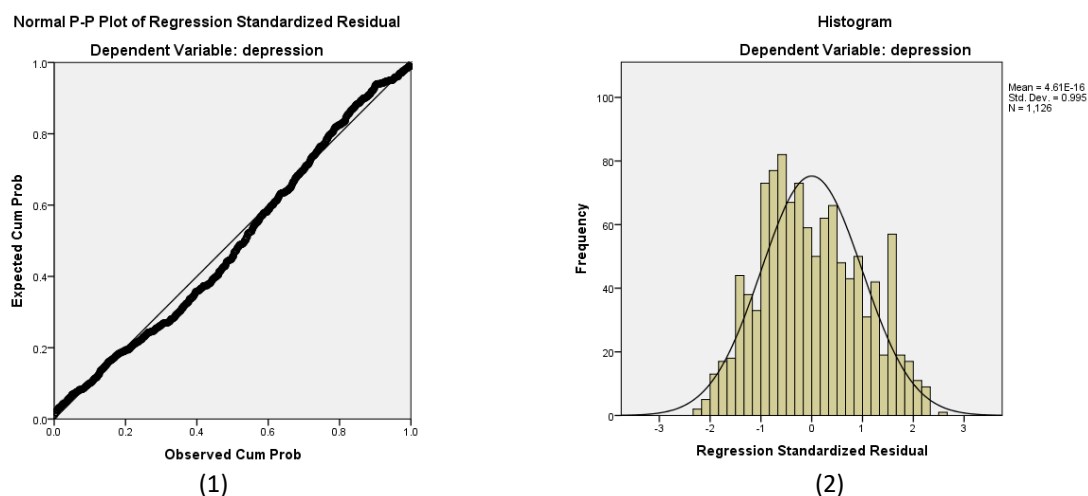 Normal P-P Plot of Regression Standardized Residual
Dependent Variable: depression
1.0
0.8
0.6
0.4
0.2
0.0
0.0 0.2 0.4 0.6 0.8 1.0
Expected Cum Prob
Observed Cum Prob
(1)
Histogram
Dependent Variable: depression
Mean = 4.61E-16
Std. Dev. = 0.995
N = 1,126
100
80
60
40
20
0
-3 -2 -1 0 1 2 3
Frequency
Regression Standardized Residual
(2)